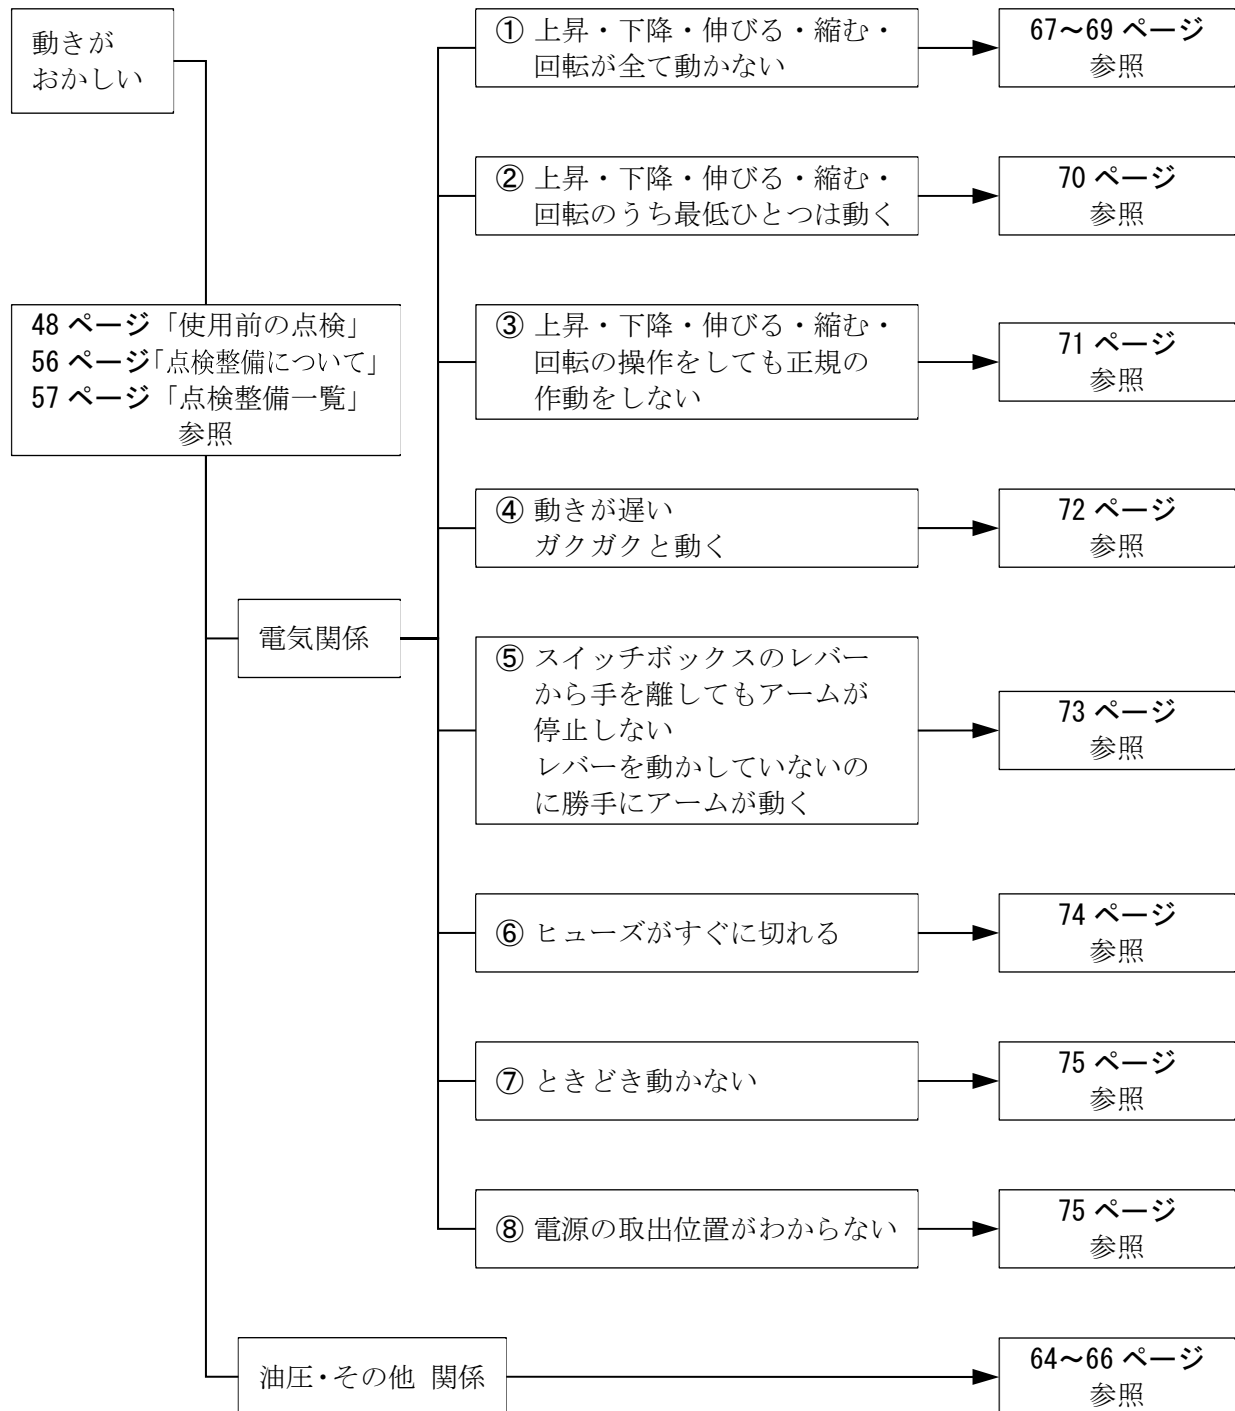 動きが
おかしい
48 ページ「使用前の点検」
56 ページ「点検整備について」
57 ページ「点検整備一覧」
参照
電気関係
① 上昇・下降・伸びる・縮む・
回転が全て動かない
67～69 ページ
参照
② 上昇・下降・伸びる・縮む・
回転のうち最低ひとつは動く
70 ページ
参照
③ 上昇・下降・伸びる・縮む・
回転の操作をしても正規の
作動をしない
71 ページ
参照
④ 動きが遅い
ガクガクと動く
72 ページ
参照
⑤ スイッチボックスのレバー
から手を離してもアームが
停止しない
レバーを動かしていないの
に勝手にアームが動く
73 ページ
参照
⑥ ヒューズがすぐに切れる
74 ページ
参照
⑦ ときどき動かない
75 ページ
参照
⑧ 電源の取出位置がわからない
75 ページ
参照
油圧・その他 関係
64～66 ページ
参照